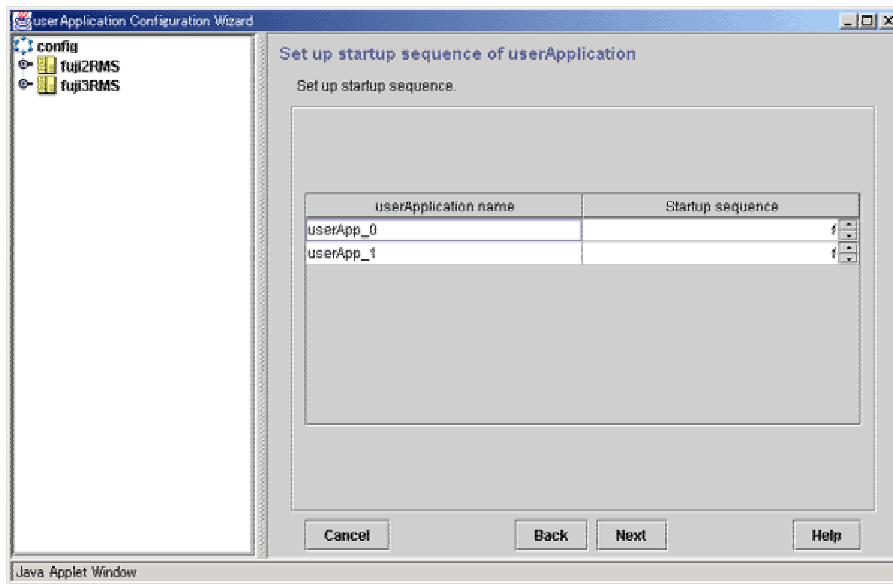 userApplication Configuration Wizard
config
fuji2RMS
fuji3RMS
Set up startup sequence of userApplication
Set up startup sequence.
userApplication name Startup sequence
userApp_0 1
userApp_1 1
Cancel Back Next Help
Java Applet Window